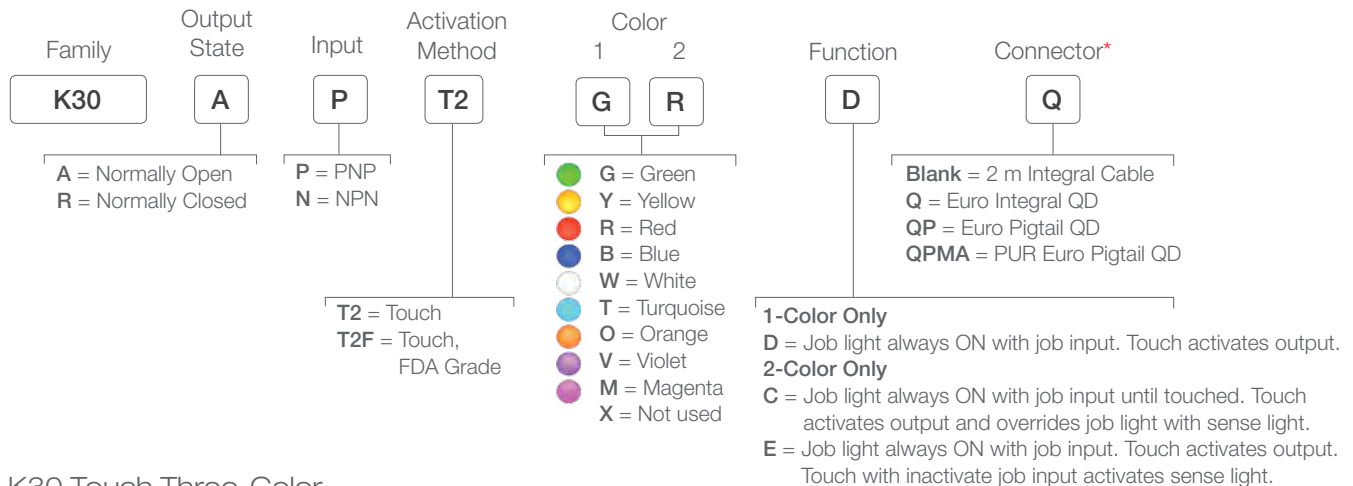 Family
Output
State
Input
Activation
Method
Color
1 2
Function
Connector*
K30 A P T2 G R D Q
A = Normally Open
R = Normally Closed
P = PNP
N = NPN
T2 = Touch
T2F = Touch,
FDA Grade
G = Green
Y = Yellow
R = Red
B = Blue
W = White
T = Turquoise
O = Orange
V = Violet
M = Magenta
X = Not used
Blank = 2 m Integral Cable
Q = Euro Integral QD
QP = Euro Pigtail QD
QPMA = PUR Euro Pigtail QD
1-Color Only
D = Job light always ON with job input. Touch activates output.
2-Color Only
C = Job light always ON with job input until touched. Touch
activates output and overrides job light with sense light.
E = Job light always ON with job input. Touch activates output.
Touch with inactivate job input activates sense light.
K30 Touch Three-Color